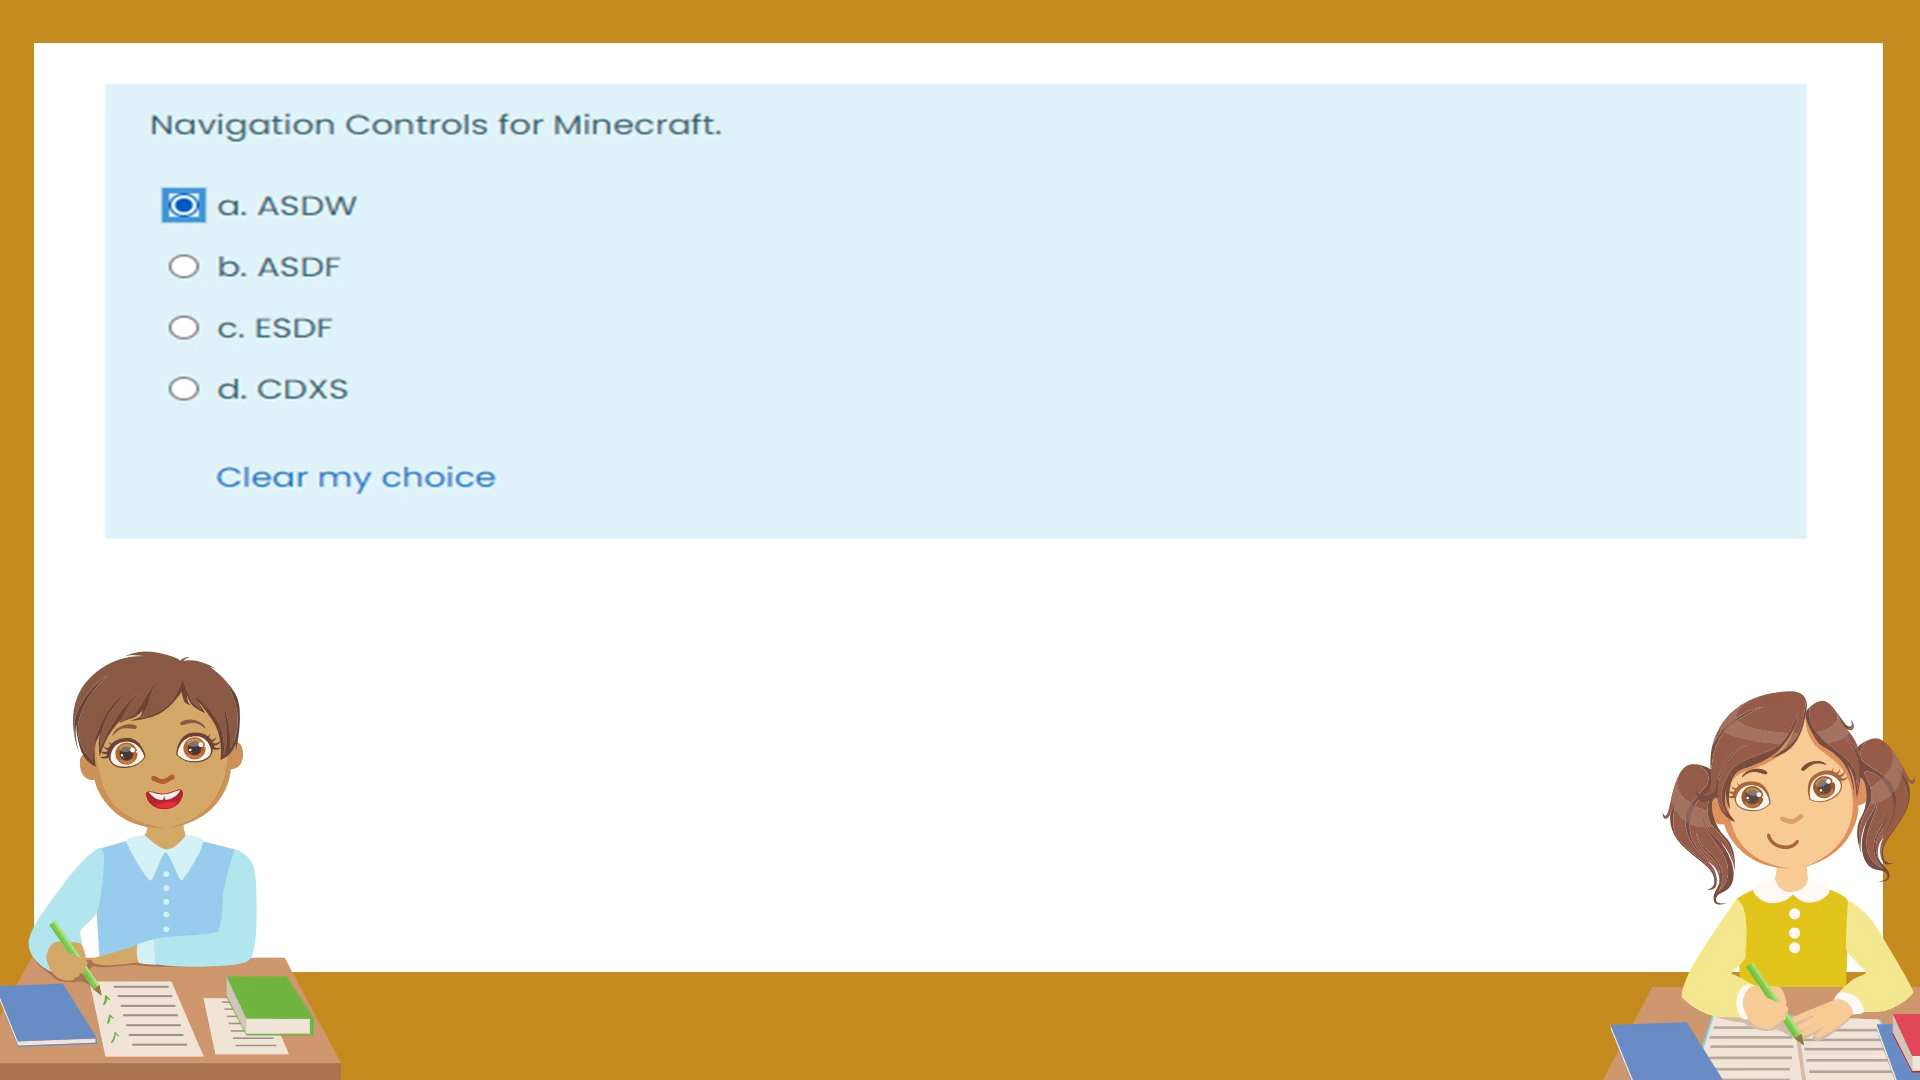 Navigation Controls for Minecraft.
a. ASDW
b. ASDF
c. ESDF
d. CDXS
Clear my choice